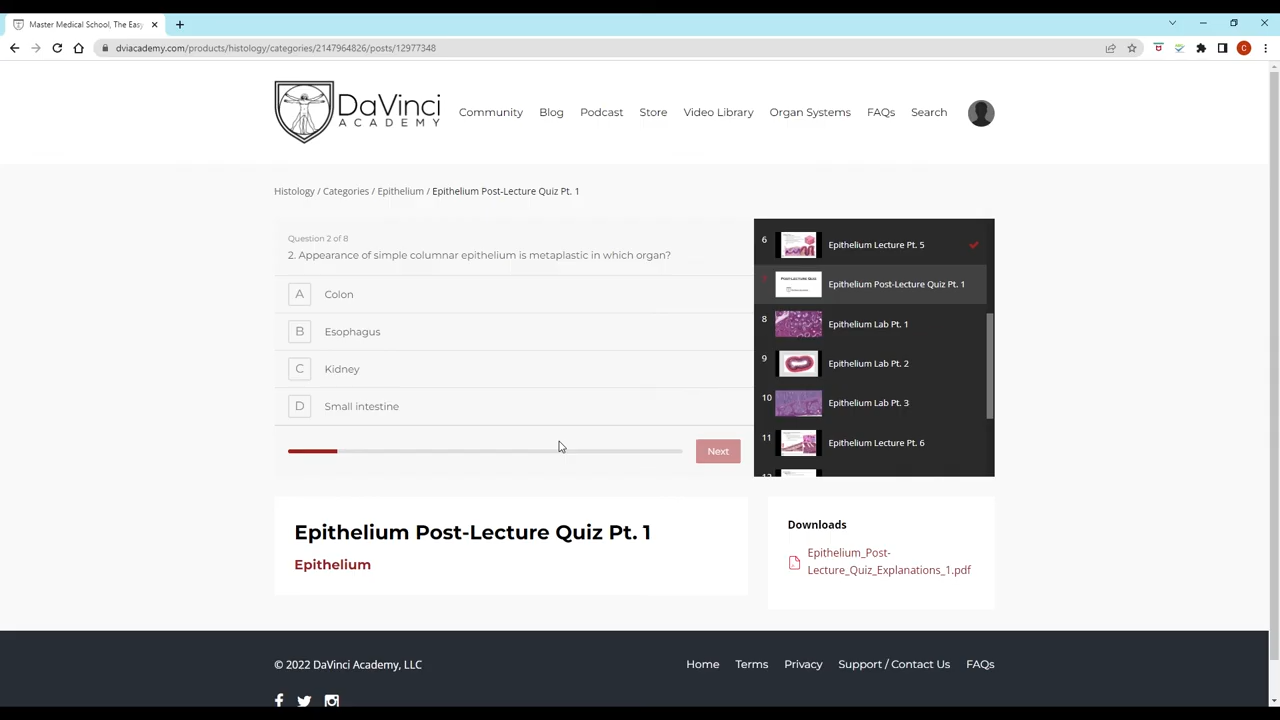 Master Medical School, The Easy
dviacademy.com/products/histology/categories/2147964826/posts/12977348
C
DaVinci
ACADEMY
Community
Blog
Podcast
Store
Video Library
Organ Systems
FAQs
Search
Histology / Categories / Epithelium / Epithelium Post-Lecture Quiz Pt. 1
Question 2 of 8
2. Appearance of simple columnar epithelium is metaplastic in which organ?
A Colon
B Esophagus
C Kidney
D Small intestine
Next
6 Epithelium Lecture Pt. 5
7 Epithelium Post-Lecture Quiz Pt. 1
8 Epithelium Lab Pt. 1
9 Epithelium Lab Pt. 2
10 Epithelium Lab Pt. 3
11 Epithelium Lecture Pt. 6
Epithelium Post-Lecture Quiz Pt. 1
Epithelium
Downloads
Epithelium_Post-
Lecture_Quiz_Explanations_1.pdf
© 2022 DaVinci Academy, LLC
Home
Terms
Privacy
Support / Contact Us
FAQs